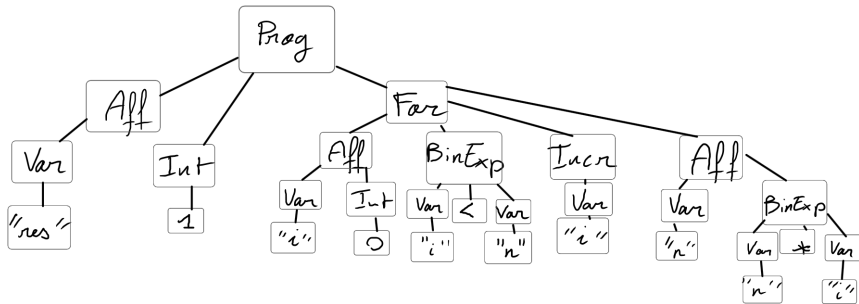 Prog
Aff
For
Var
Int
Aff
BinExp
Incr
Aff
"res"
1
Var
Int
Var
<
Var
Var
Var
BinExp
"i"
0
"i"
"n"
"i"
"n"
Var
*
Var
"n"
"i"